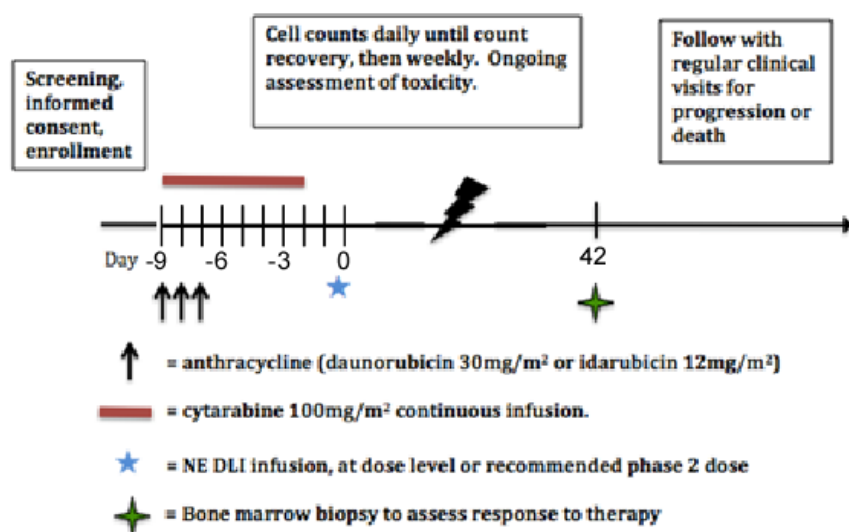 Screening,
informed
consent,
enrollment
Cell counts daily until count
recovery, then weekly. Ongoing
assessment of toxicity.
Follow with
regular clinical
visits for
progression or
death
Day -9 -6 -3 0 42
= anthracycline (daunorubicin 30mg/m² or idarubicin 12mg/m²)
= cytarabine 100mg/m² continuous infusion.
= NE DLI infusion, at dose level or recommended phase 2 dose
= Bone marrow biopsy to assess response to therapy